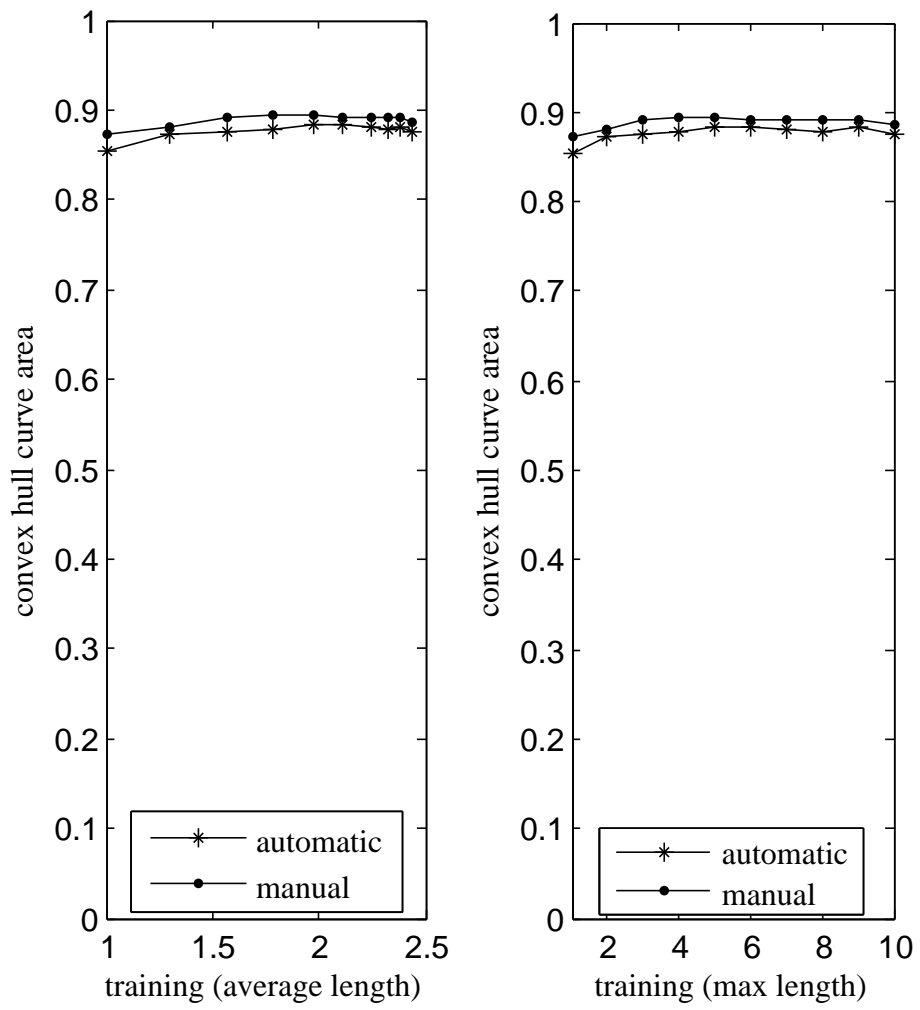 1
0.9
0.8
0.7
0.6
0.5
0.4
0.3
0.2
0.1
0
convex hull curve area
automatic
manual
1 1.5 2 2.5
training (average length)
1
0.9
0.8
0.7
0.6
0.5
0.4
0.3
0.2
0.1
0
convex hull curve area
automatic
manual
2 4 6 8 10
training (max length)